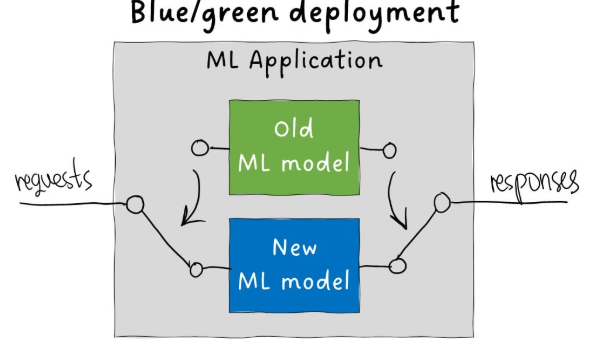 Blue/green deployment
ML Application
Old
ML model
requests
responses
New
ML model